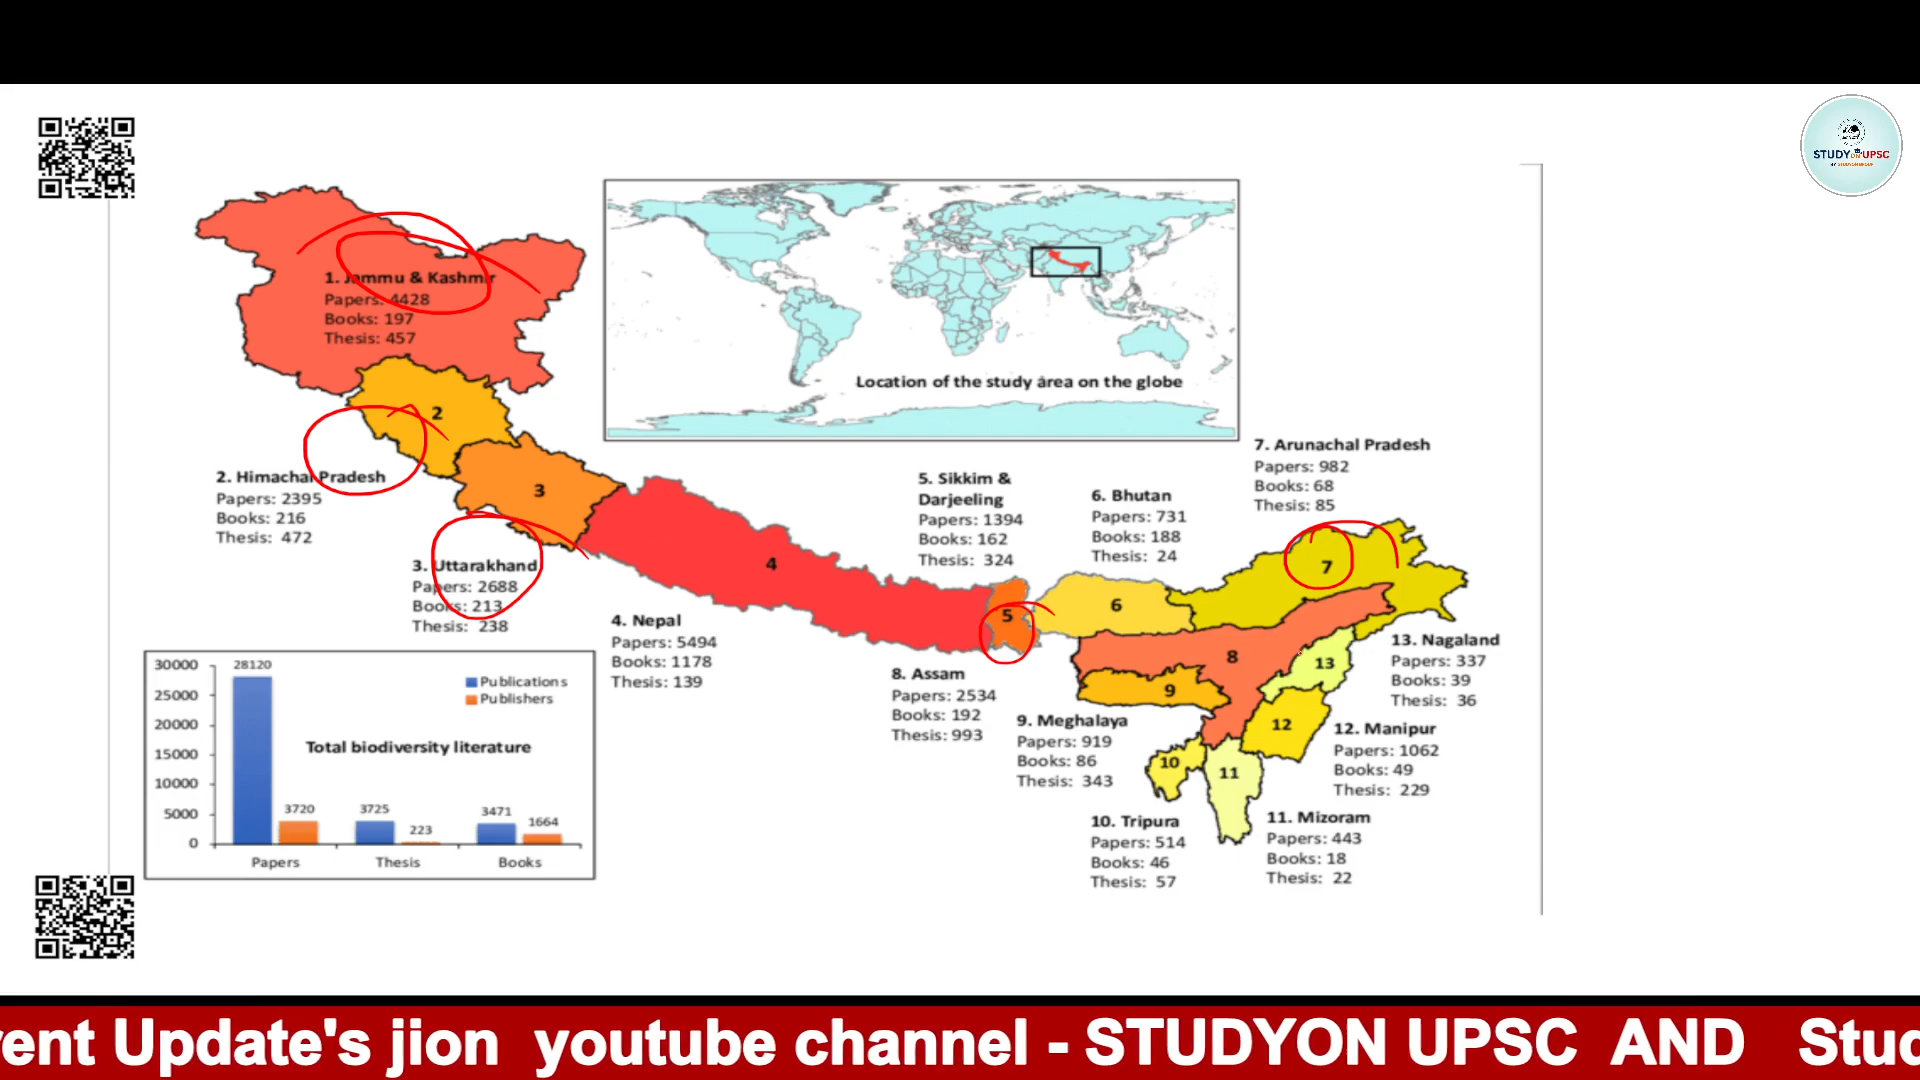 STUDY ON UPSC
1. Jammu & Kashmir
Papers: 4428
Books: 197
Thesis: 457
Location of the study area on the globe
2
2. Himachal Pradesh
Papers: 2395
Books: 216
Thesis: 472
3
3. Uttarakhand
Papers: 2688
Books: 213
Thesis: 238
4
4. Nepal
Papers: 5494
Books: 1178
Thesis: 139
5. Sikkim &
Darjeeling
Papers: 1394
Books: 162
Thesis: 324
5
6. Bhutan
Papers: 731
Books: 188
Thesis: 24
6
7. Arunachal Pradesh
Papers: 982
Books: 68
Thesis: 85
7
8
8. Assam
Papers: 2534
Books: 192
Thesis: 993
9
9. Meghalaya
Papers: 919
Books: 86
Thesis: 343
13
13. Nagaland
Papers: 337
Books: 39
Thesis: 36
12
12. Manipur
Papers: 1062
Books: 49
Thesis: 229
10
10. Tripura
Papers: 514
Books: 46
Thesis: 57
11
11. Mizoram
Papers: 443
Books: 18
Thesis: 22
Total biodiversity literature
Publications
Publishers
30000
25000
20000
15000
10000
5000
0
28120
3720
3725
223
3471
1664
Papers
Thesis
Books
rent Update's jion youtube channel - STUDYON UPSC AND Stud